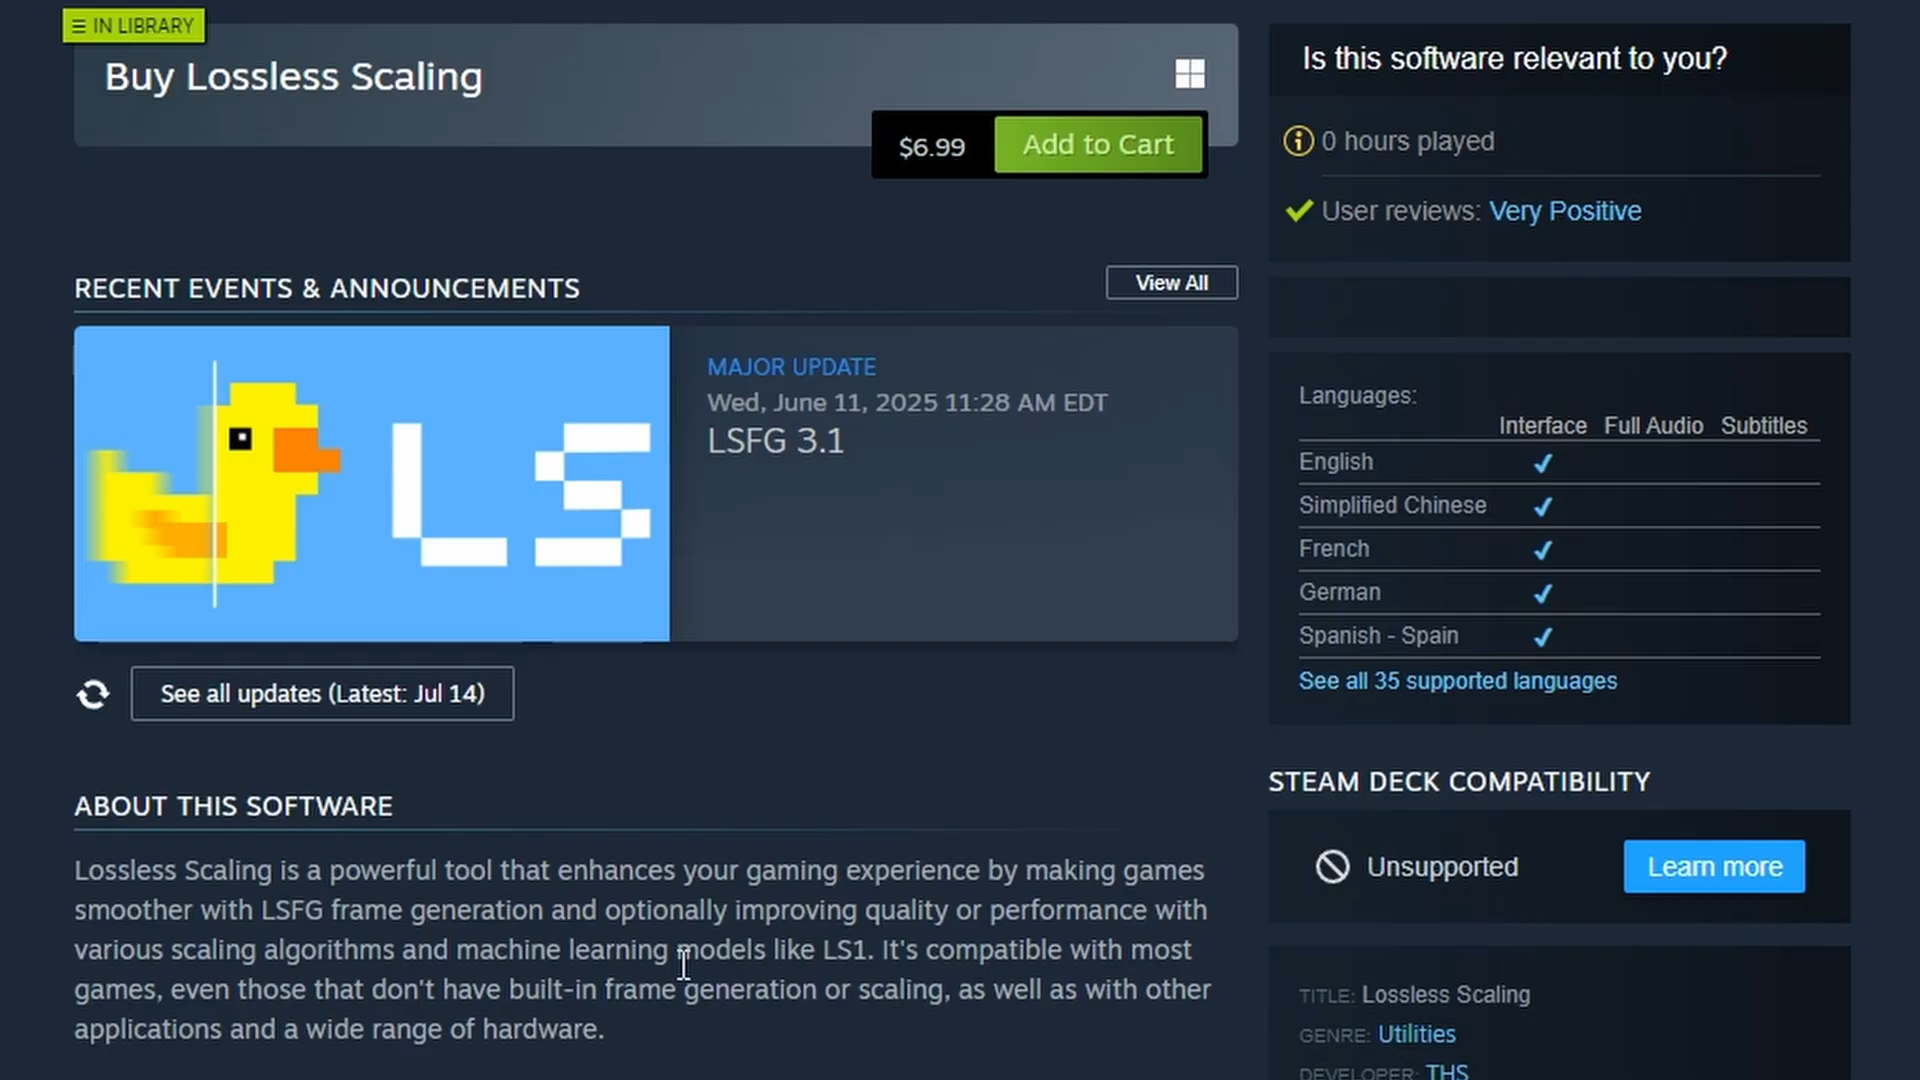 IN LIBRARY
Buy Lossless Scaling
$6.99
Add to Cart
RECENT EVENTS & ANNOUNCEMENTS
View All
LS
MAJOR UPDATE
Wed, June 11, 2025 11:28 AM EDT
LSFG 3.1
See all updates (Latest: Jul 14)
ABOUT THIS SOFTWARE
Lossless Scaling is a powerful tool that enhances your gaming experience by making games
smoother with LSFG frame generation and optionally improving quality or performance with
various scaling algorithms and machine learning models like LS1. It's compatible with most
games, even those that don't have built-in frame generation or scaling, as well as with other
applications and a wide range of hardware.
Is this software relevant to you?
0 hours played
User reviews: Very Positive
Languages:
Interface Full Audio Subtitles
English
Simplified Chinese
French
German
Spanish - Spain
See all 35 supported languages
STEAM DECK COMPATIBILITY
Unsupported
Learn more
TITLE: Lossless Scaling
GENRE: Utilities
DEVELOPER: THS